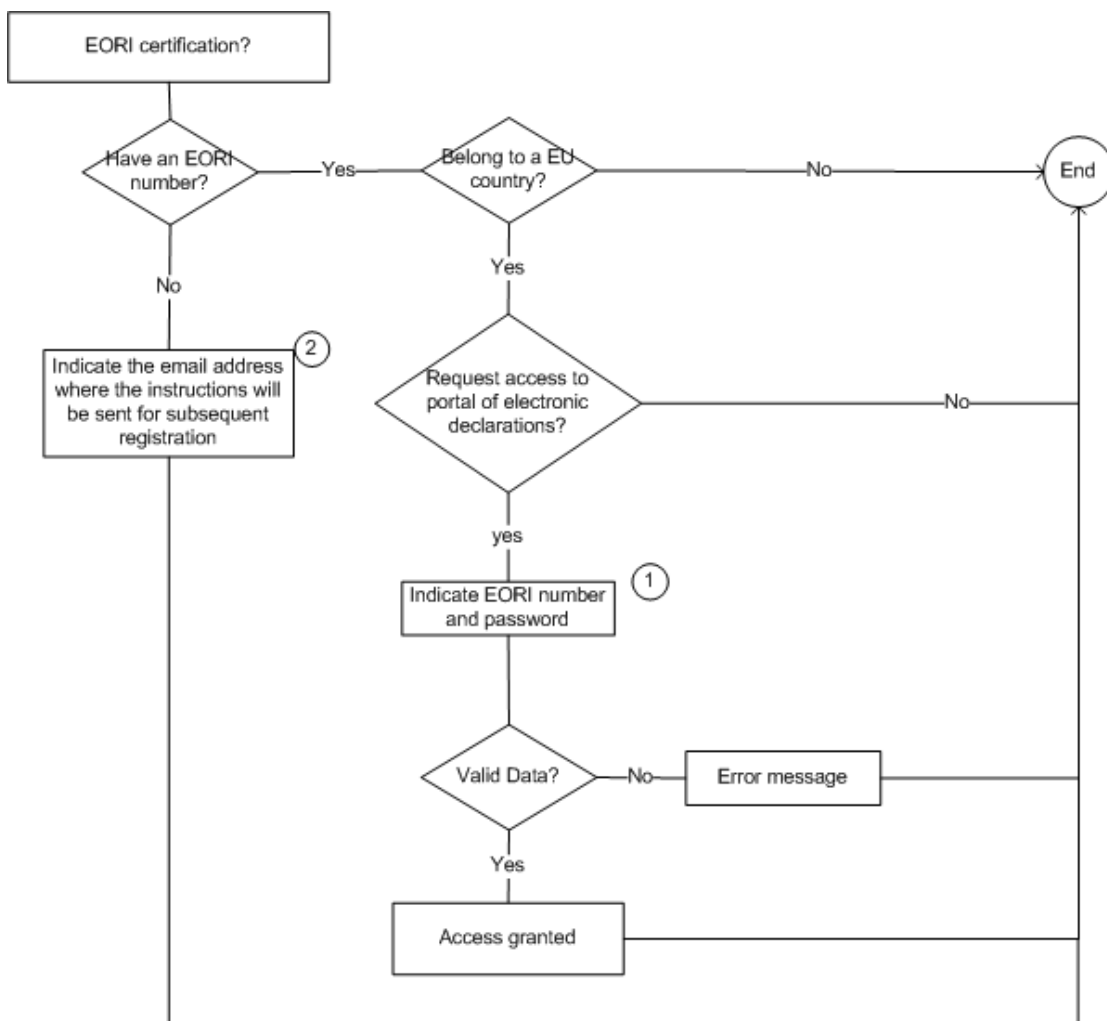 EORI certification?
Have an EORI
number?
Yes
Belong to a EU
country?
No
End
No
Yes
2
Indicate the email address
where the instructions will
be sent for subsequent
registration
Request access to
portal of electronic
declarations?
No
yes
1
Indicate EORI number
and password
Valid Data?
No
Error message
Yes
Access granted